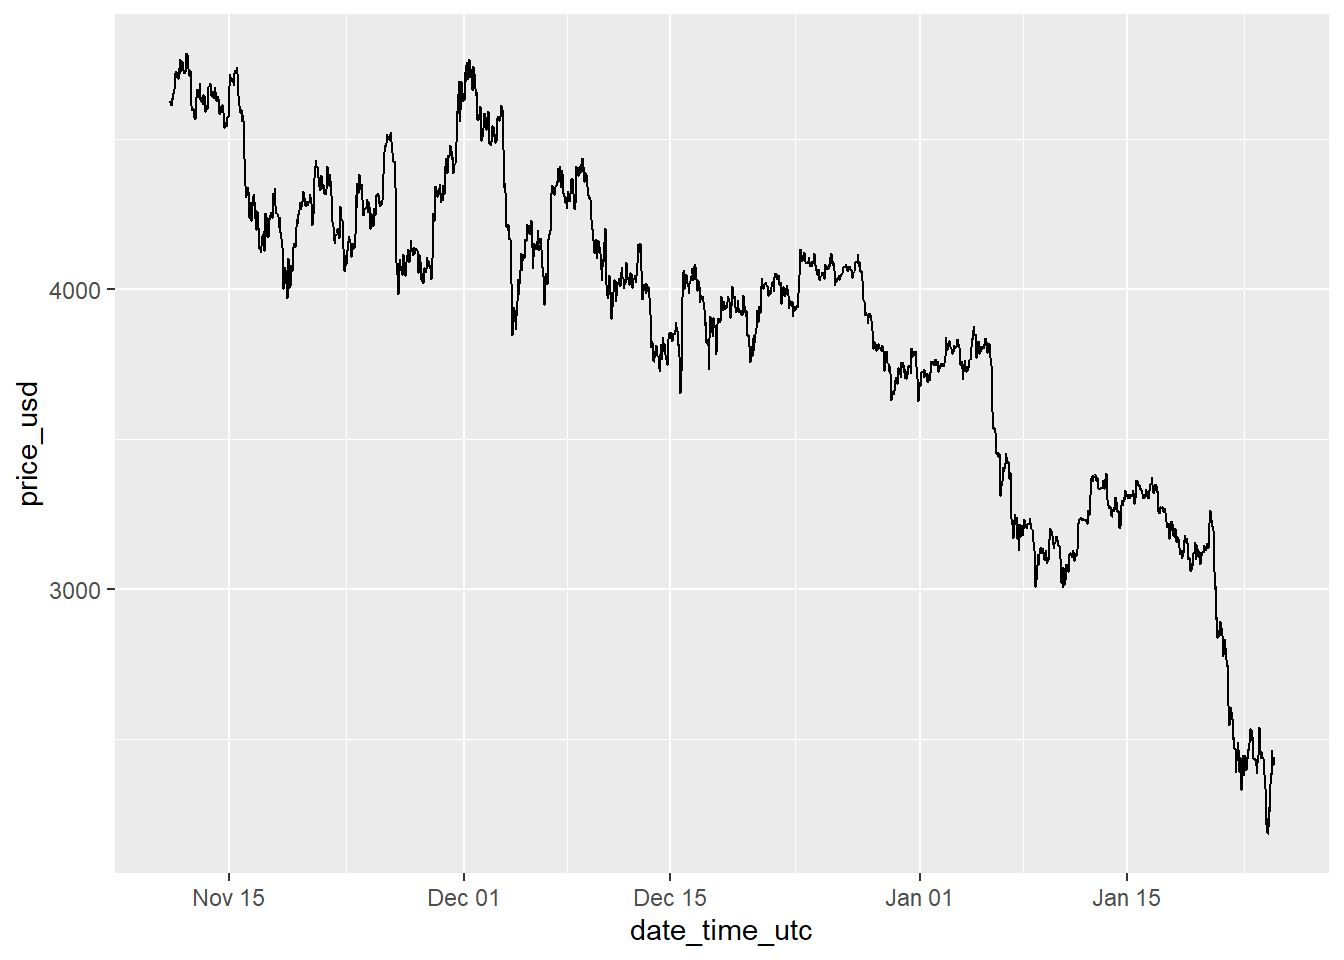 4000
3000
price_usd
Nov 15
Dec 01
Dec 15
Jan 01
Jan 15
date_time_utc